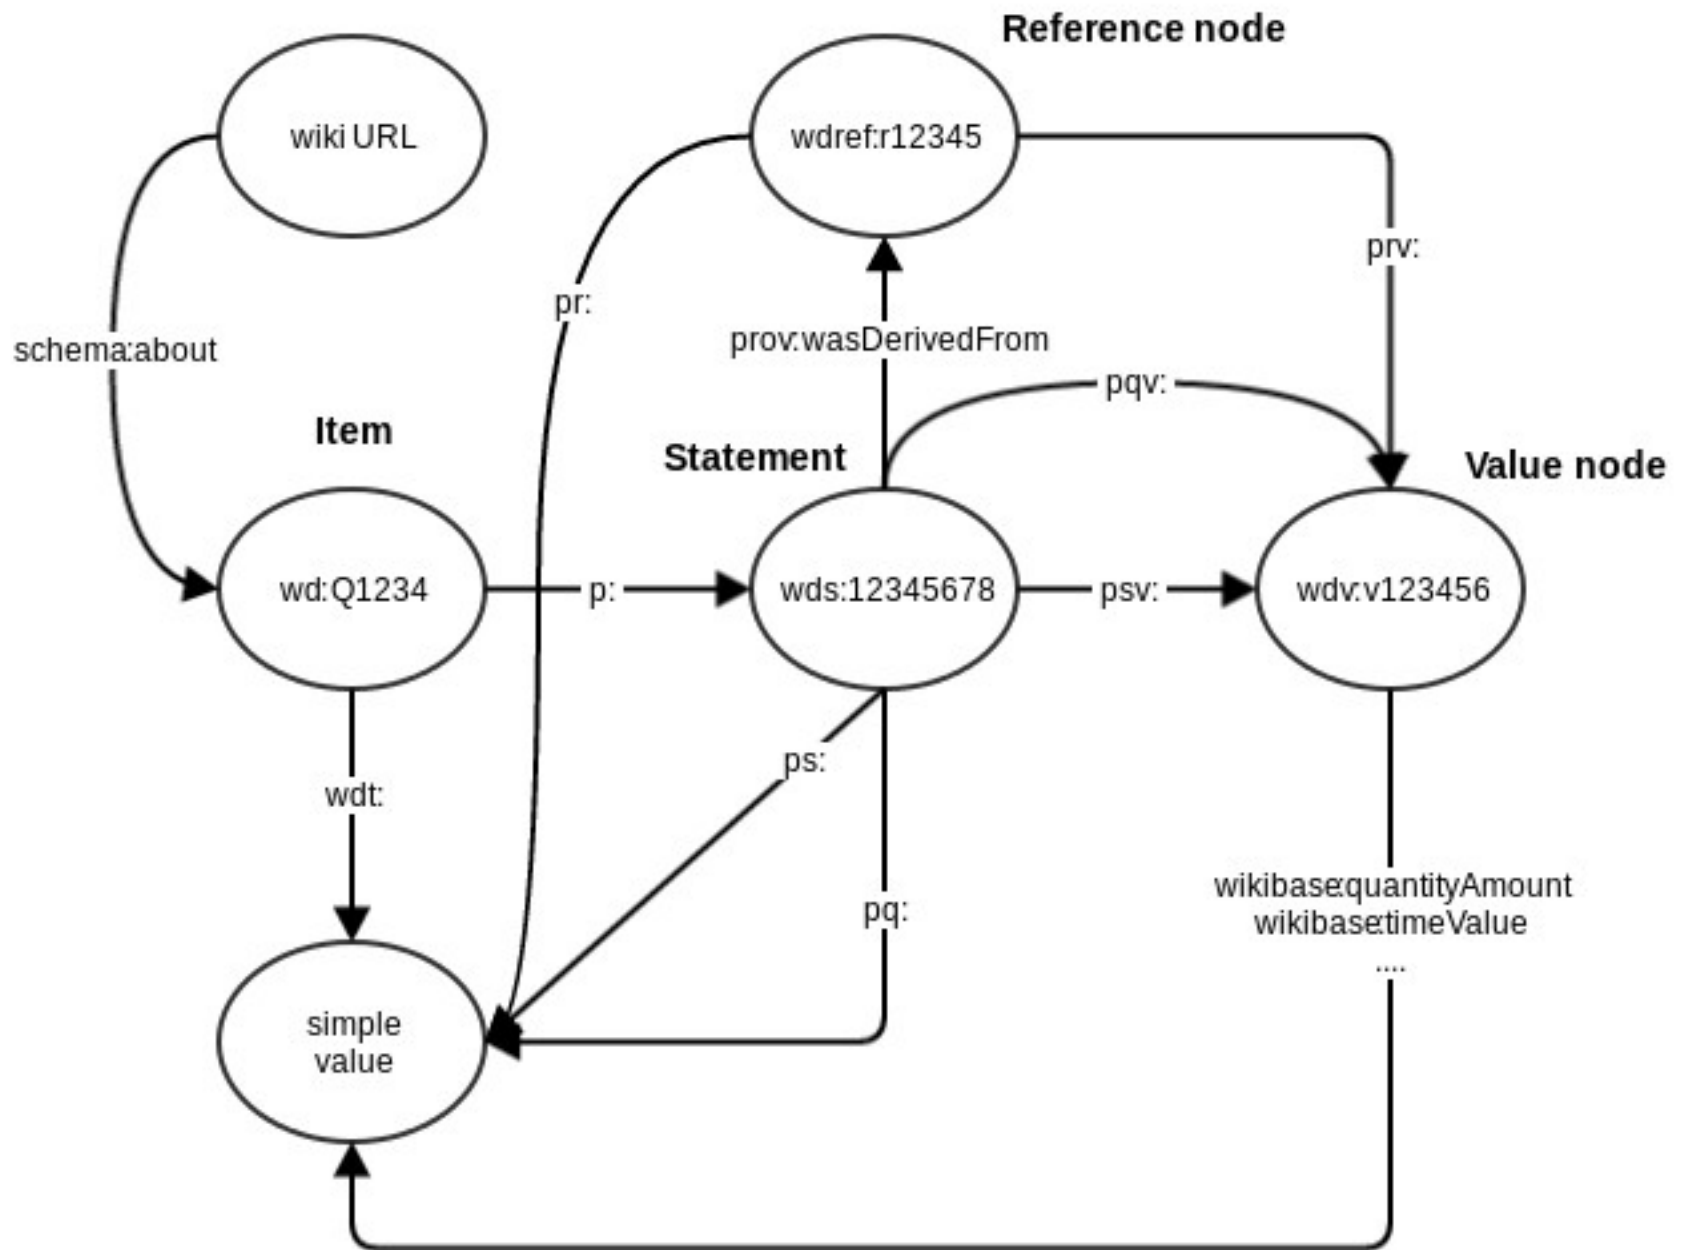 Reference node
wiki URL
wdref:r12345
prv:
pr:
prov:wasDerivedFrom
schema:about
pqv:
Item
Statement
Value node
wd:Q1234
p:
wds:12345678
psv:
wdv:v123456
ps:
wdt:
wikibase:quantityAmount
pq:
wikibase:timeValue
....
simple
value